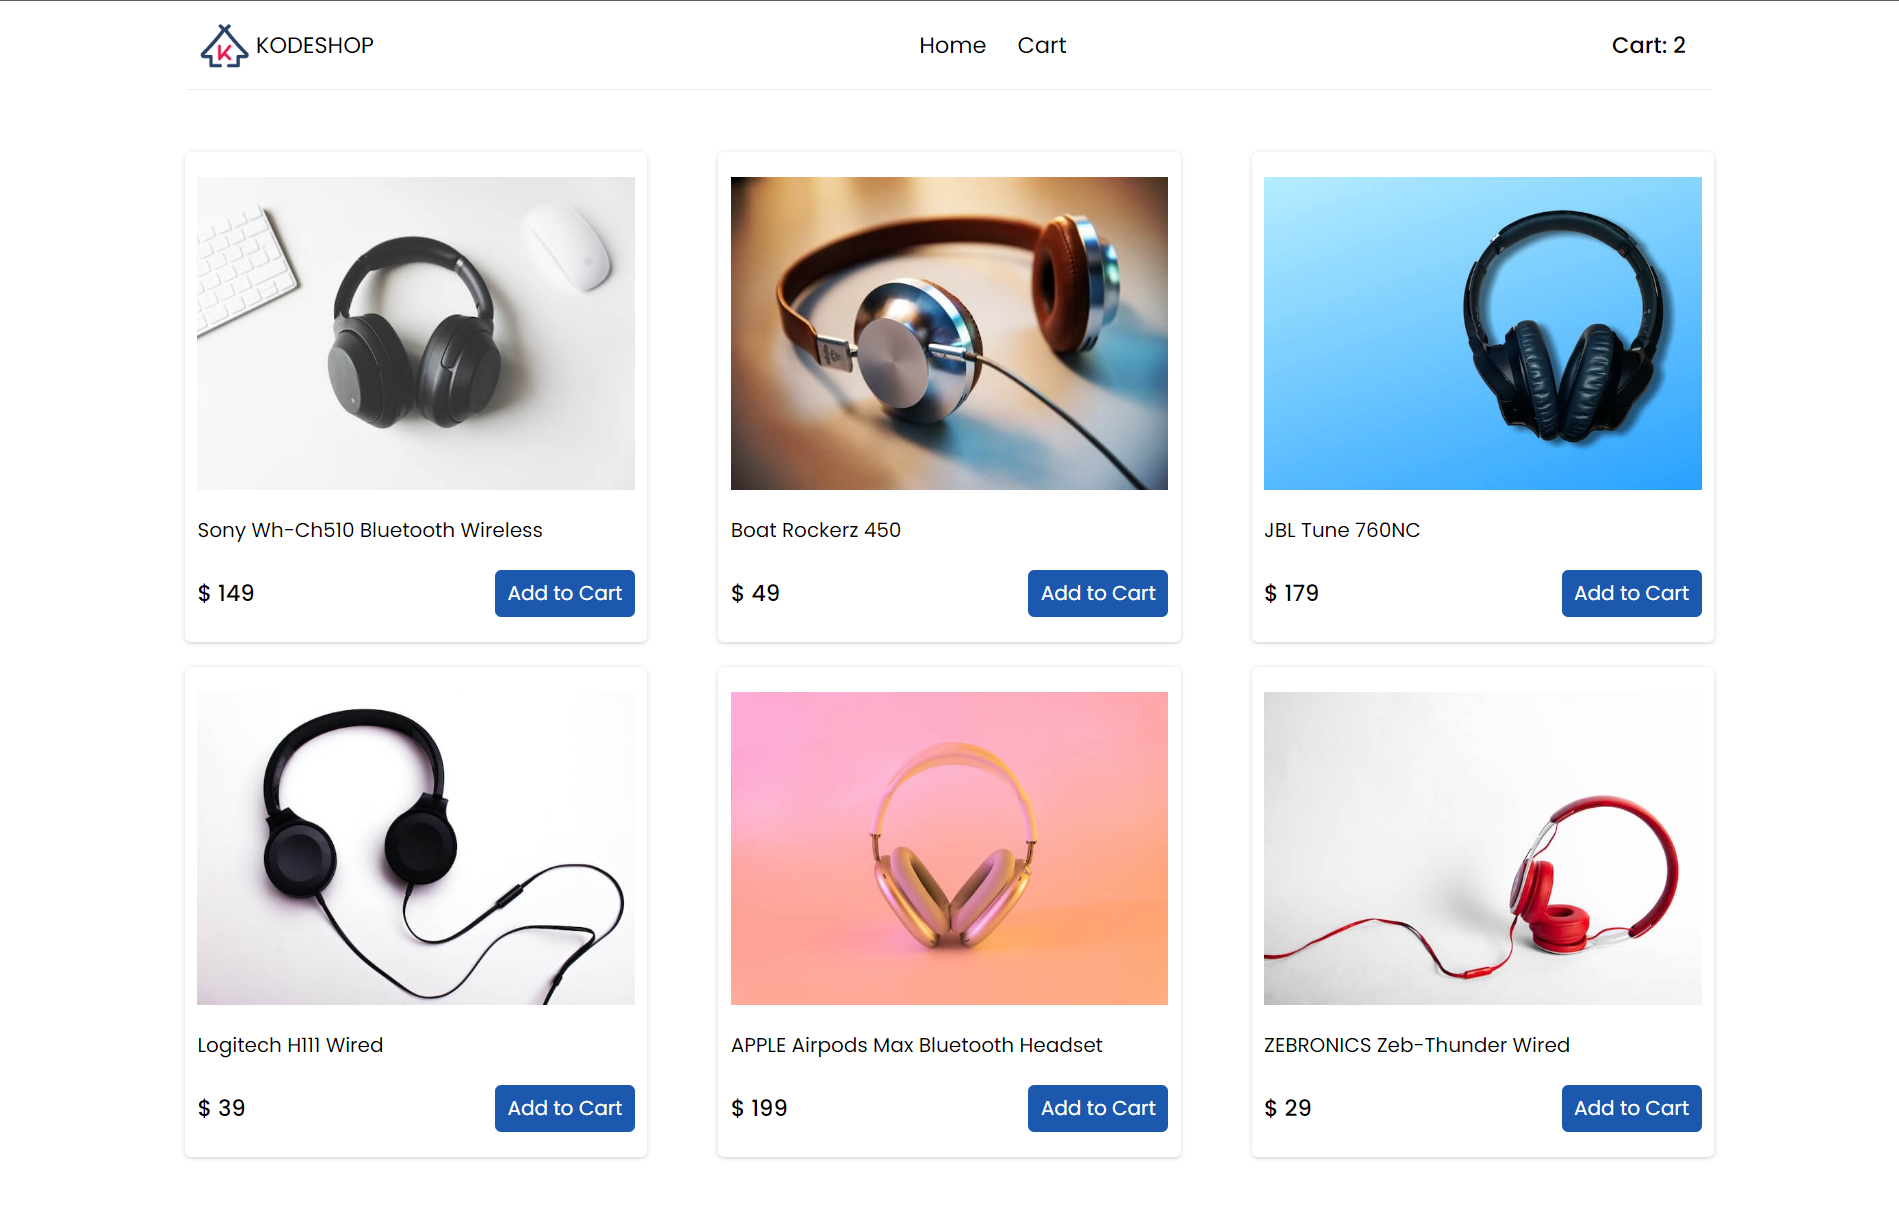 K KODESHOP
Home Cart
Cart: 2
Sony Wh-Ch510 Bluetooth Wireless
$ 149
Add to Cart
Boat Rockerz 450
$ 49
Add to Cart
JBL Tune 760NC
$ 179
Add to Cart
Logitech H111 Wired
$ 39
Add to Cart
APPLE Airpods Max Bluetooth Headset
$ 199
Add to Cart
ZEBRONICS Zeb-Thunder Wired
$ 29
Add to Cart